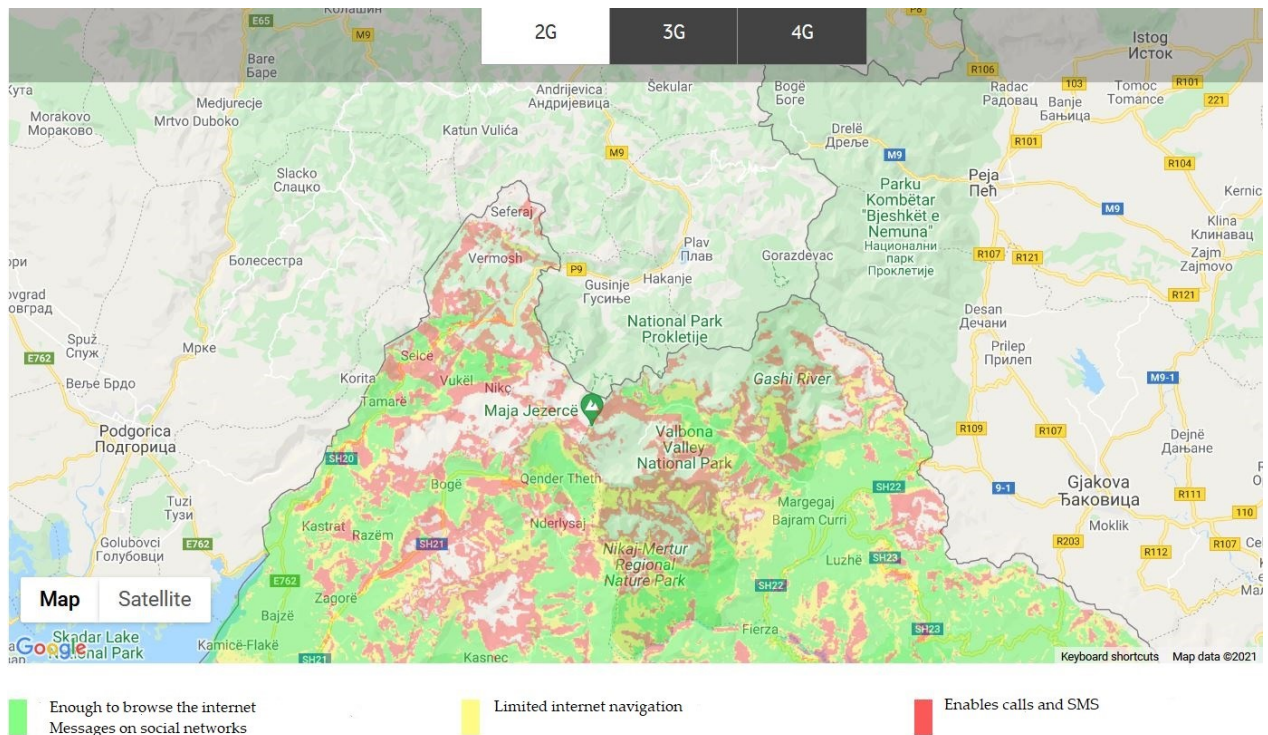 2G 3G 4G
Колашин
E65
M9
P8
Istog
Исток
Bare
Баре
R106
103
R101
Кута
Andrijevica
Андријевица
Šekular
Bogë
Боге
Radac
Радовац
Banje
Бањица
Tomoc
Tomance
221
Medjurecje
Mrtvo Duboko
Morakovo
Мораково
Katun Vulića
M9
Drelë
Дреље
M9
R101
R104
Slacko
Слацко
Peja
Пећ
Kernic
Seferaj
Parku
Kombëtar
"Bjeshkët e
Nemuna"
Национални
парк
Проклетије
M9
Klina
Клинавац
Plav
Плав
Zajm
Zajmovo
ори
Болесестра
Vermosh
P9
Hakanje
Gorazdevac
R107
R121
Gusinje
Гусиње
R121
ovgrad
овград
National Park
Prokletije
Desan
Дечани
Spuž
Спуж
Мрке
E762
Selce
Prilep
Прилеп
Korita
Vukël
Nikç
Gashi River
M9-1
Веље Брдо
Tamarë
Maja Jezercë
Podgorica
Подгорица
Valbona
Valley
National Park
R109
R107
Dejnë
Дањане
SH20
Bogë
Qender Theth
SH22
9-1
Gjakova
Ђаковица
R111
Tuzi
Тузи
Margegaj
Bajram Curri
110
Kastrat
Razëm
Nderlysaj
Moklik
Golubovci
Голубовци
E762
SH21
Nikaj-Mertur
Regional
Nature Park
Luzhë
SH23
R203
R112
R107
E762
SH22
Map Satellite
Zagorë
Bajzë
Fierza
SH23
Skadar Lake
National Park
Google
Kamicë-Flakë
SH21
Kasnec
Keyboard shortcuts Map data ©2021
Enough to browse the internet
Messages on social networks
Limited internet navigation
Enables calls and SMS